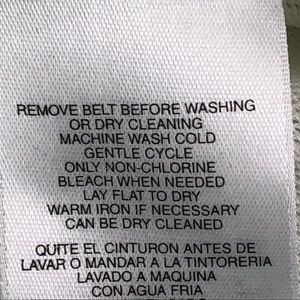 REMOVE BELT BEFORE WASHING
OR DRY CLEANING
MACHINE WASH COLD
GENTLE CYCLE
ONLY NON-CHLORINE
BLEACH WHEN NEEDED
LAY FLAT TO DRY
WARM IRON IF NECESSARY
CAN BE DRY CLEANED
QUITE EL CINTURON ANTES DE
LAVAR O MANDAR A LA TINTORERIA
LAVADO A MAQUINA
CON AGUA FRIA